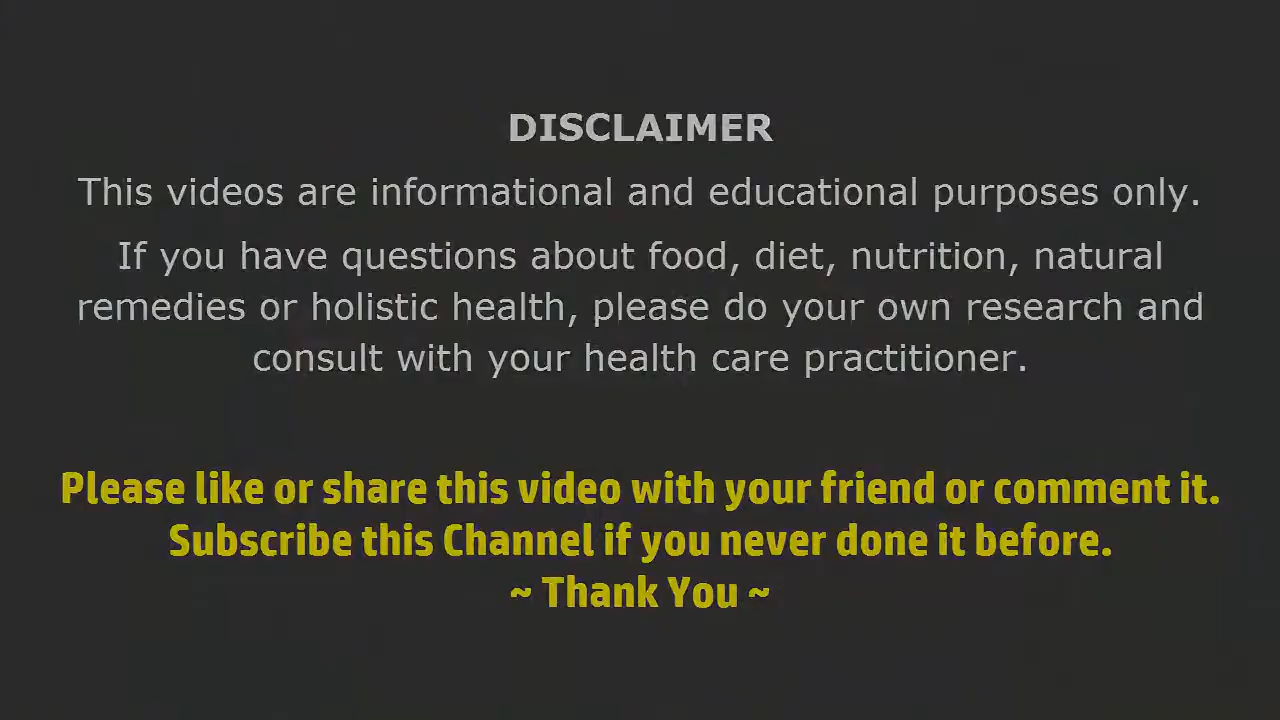 DISCLAIMER
This videos are informational and educational purposes only.
If you have questions about food, diet, nutrition, natural
remedies or holistic health, please do your own research and
consult with your health care practitioner.
Please like or share this video with your friend or comment it.
Subscribe this Channel if you never done it before.
~ Thank You ~